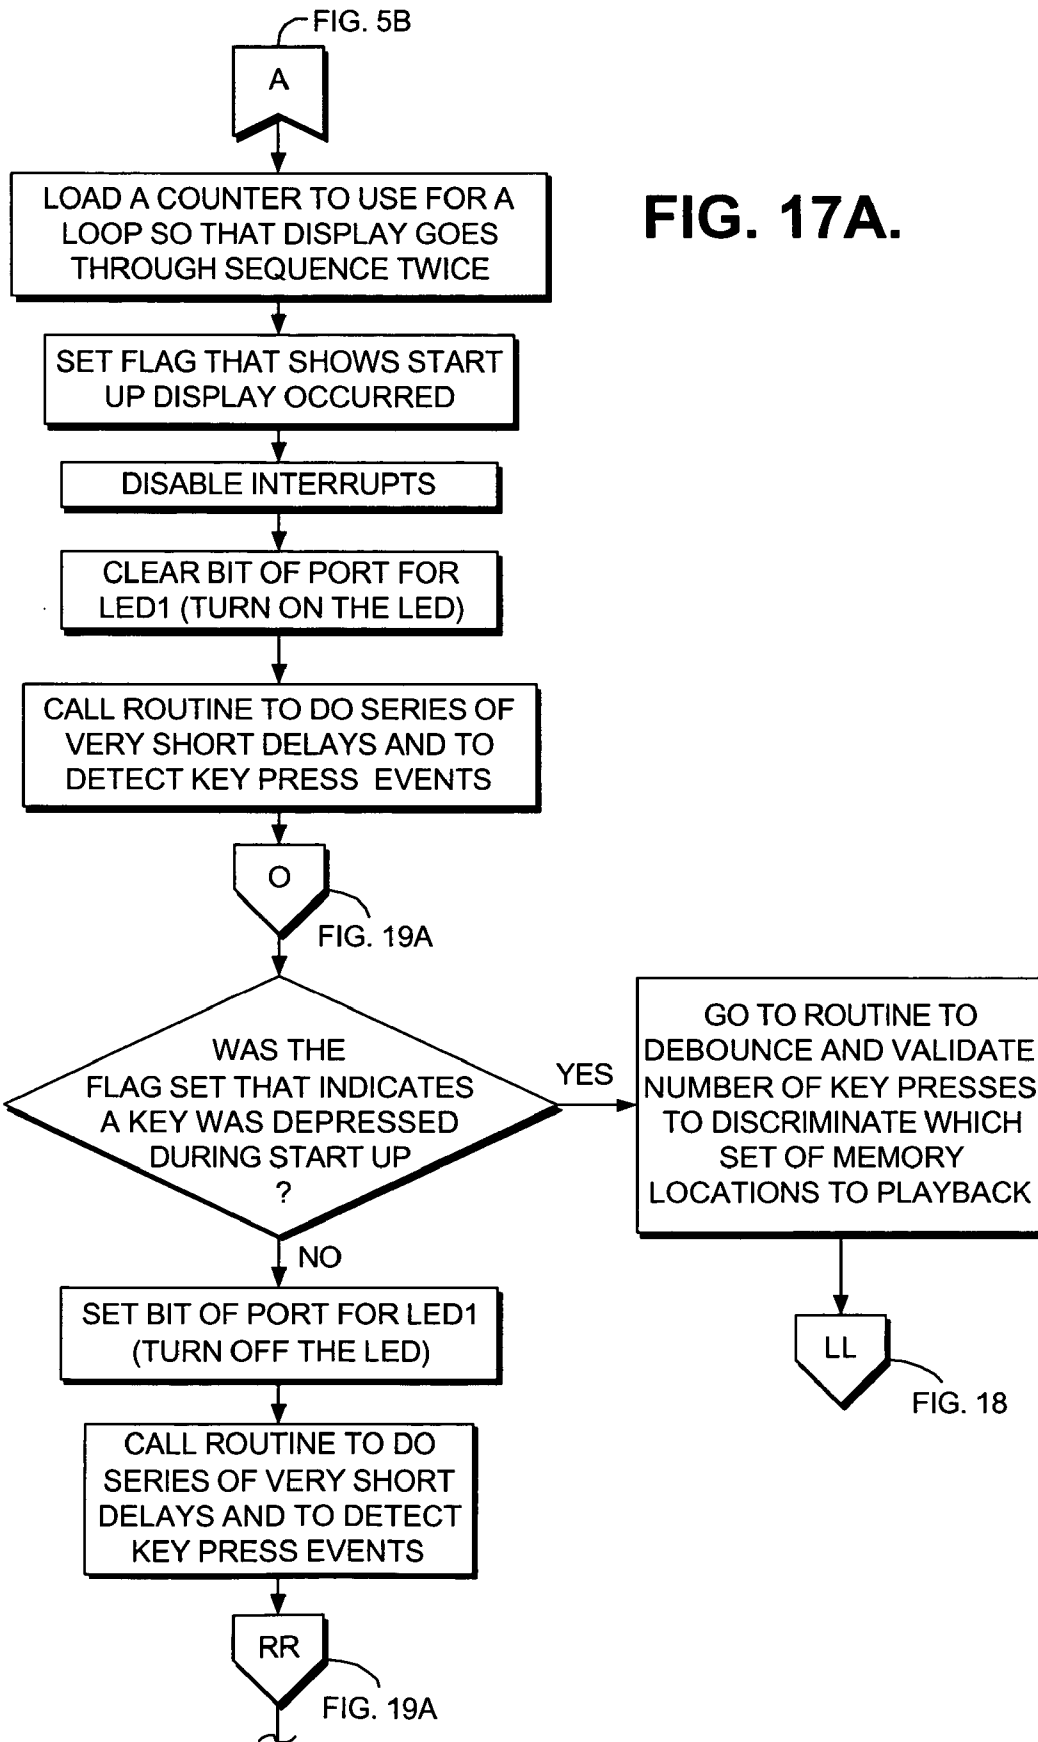 FIG. 5B
A
FIG. 17A.
LOAD A COUNTER TO USE FOR A
LOOP SO THAT DISPLAY GOES
THROUGH SEQUENCE TWICE
SET FLAG THAT SHOWS START
UP DISPLAY OCCURRED
DISABLE INTERRUPTS
CLEAR BIT OF PORT FOR
LED1 (TURN ON THE LED)
CALL ROUTINE TO DO SERIES OF
VERY SHORT DELAYS AND TO
DETECT KEY PRESS EVENTS
O
FIG. 19A
WAS THE
FLAG SET THAT INDICATES
A KEY WAS DEPRESSED
DURING START UP
?
YES
GO TO ROUTINE TO
DEBOUNCE AND VALIDATE
NUMBER OF KEY PRESSES
TO DISCRIMINATE WHICH
SET OF MEMORY
LOCATIONS TO PLAYBACK
LL
FIG. 18
NO
SET BIT OF PORT FOR LED1
(TURN OFF THE LED)
CALL ROUTINE TO DO
SERIES OF VERY SHORT
DELAYS AND TO DETECT
KEY PRESS EVENTS
RR
FIG. 19A